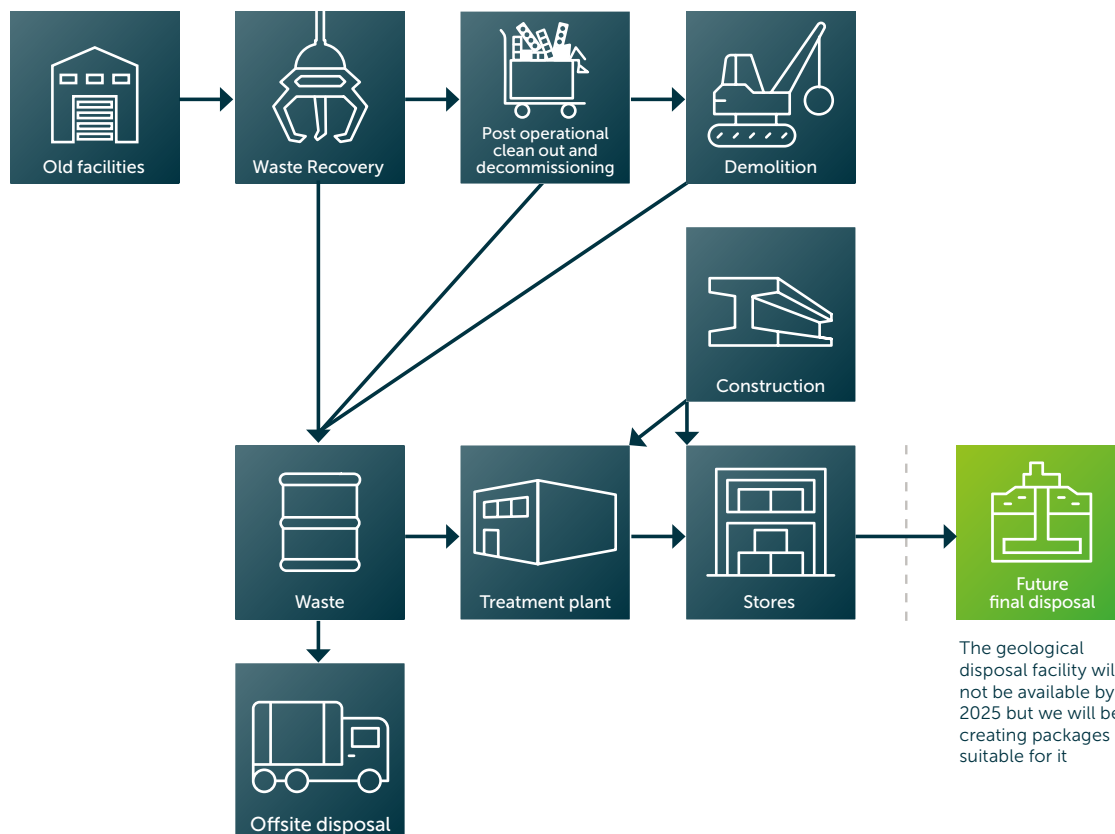 Old facilities
Waste Recovery
Post operational
clean out and
decommissioning
Demolition
Construction
Waste
Treatment plant
Stores
Future
final disposal
The geological
disposal facility wil
not be available by
2025 but we will be
creating packages
suitable for it
Offsite disposal